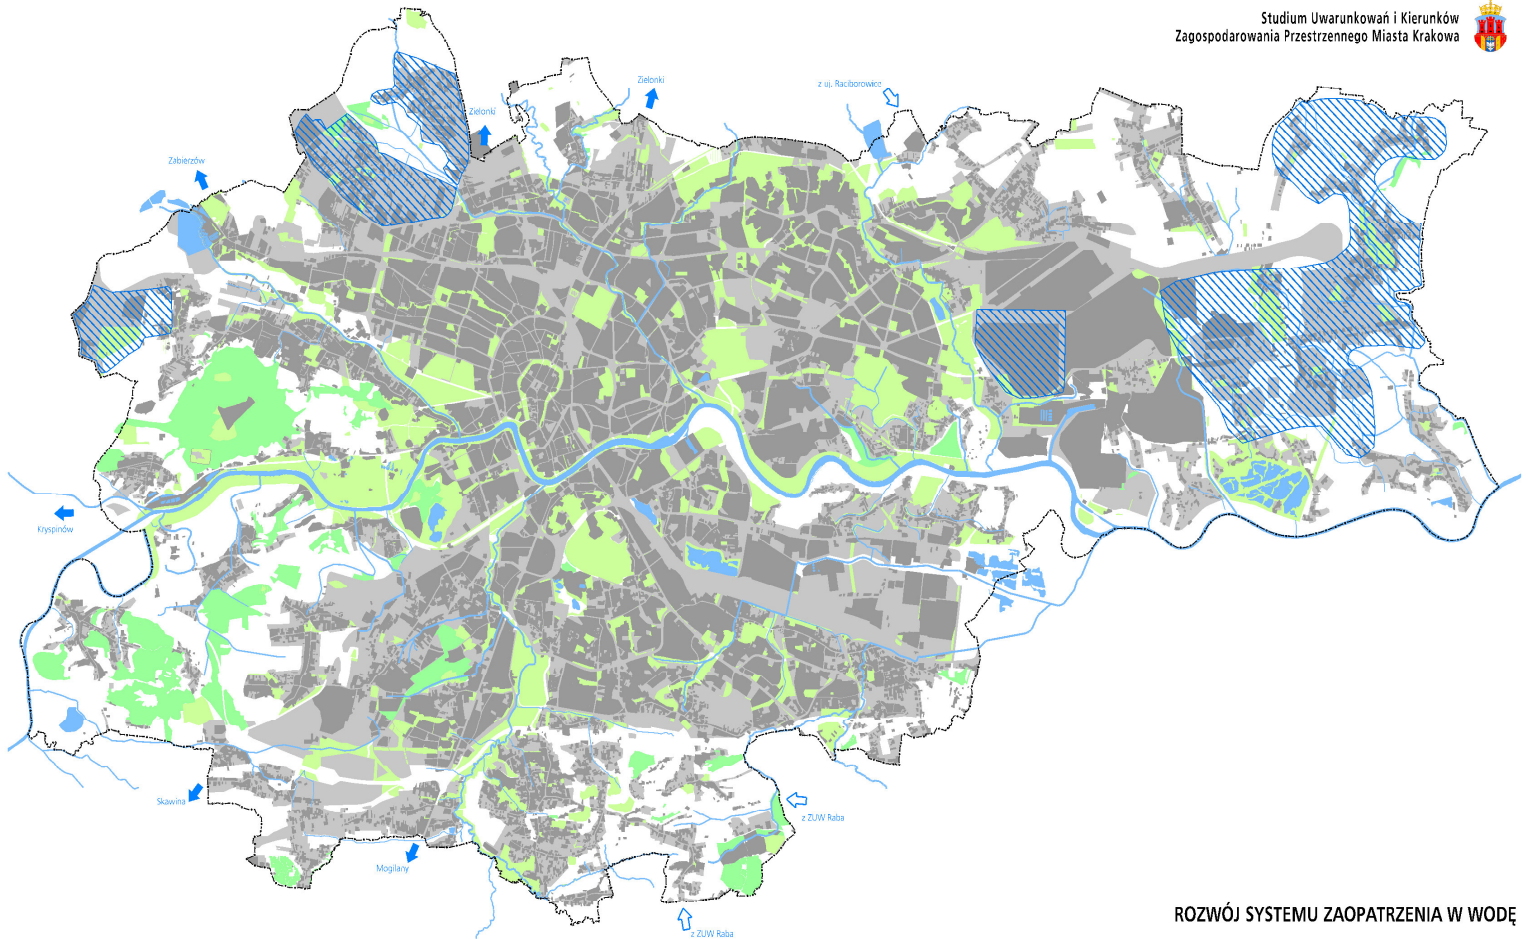 Studium Uwarunkowań i Kierunków
Zagospodarowania Przestrzennego Miasta Krakowa
Zielonki
z uj. Raciborowice
Zielonki
Zabierzów
Kryspinów
Skawina
z ZUW Raba
Mogilany
z ZUW Raba
ROZWÓJ SYSTEMU ZAOPATRZENIA W WODĘ